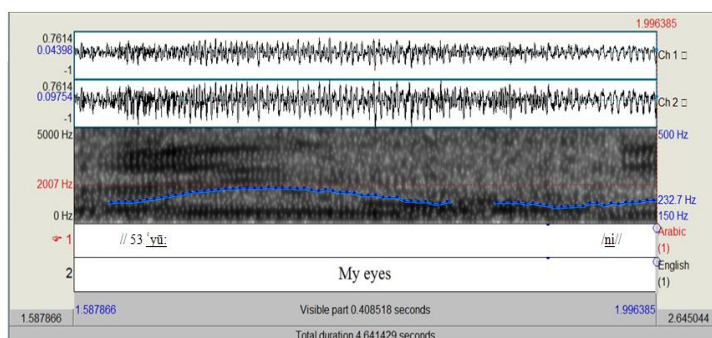 1.996385
0.7614
0.04398
-1
Ch 1
0.7614
0.09754
-1
Ch 2
5000 Hz
500 Hz
2007 Hz
232.7 Hz
0 Hz
150 Hz
1
// 53 ˈyū:
/ni//
Arabic
(1)
2
My eyes
English
(1)
1.587866
1.587866
Visible part 0.408518 seconds
1.996385
2.645044
Total duration 4.641429 seconds